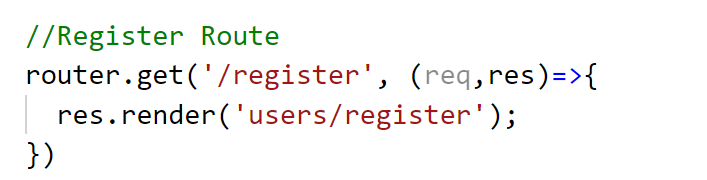 //Register Route
router.get('/register', (req,res)=>{
  res.render('users/register');
})